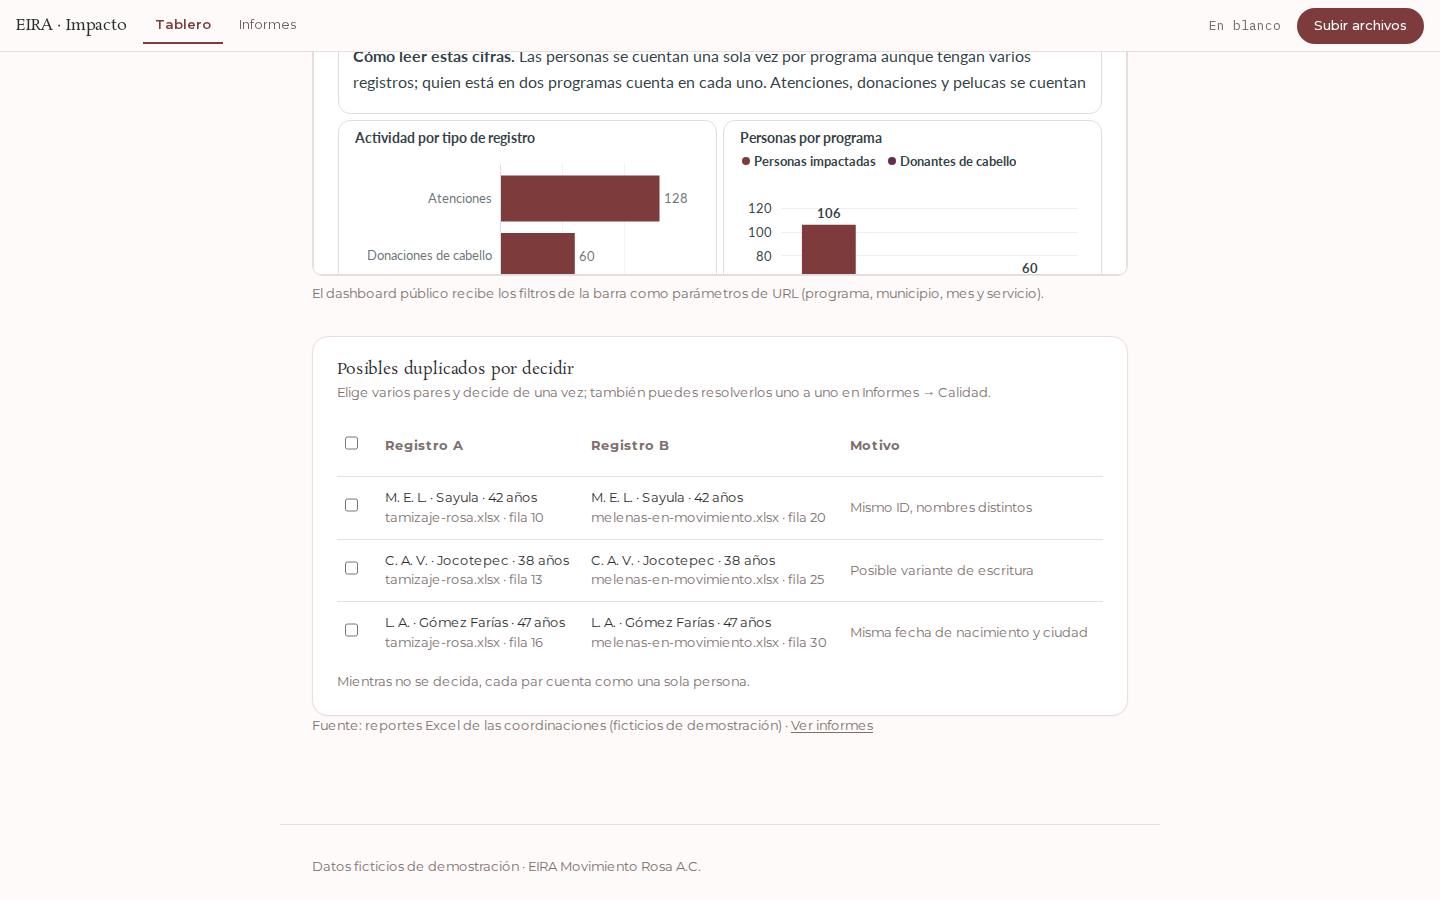 EIRA · Impacto
Tablero
Informes
En blanco
Subir archivos
Cómo leer estas cifras. Las personas se cuentan una sola vez por programa aunque tengan varios
registros; quien está en dos programas cuenta en cada uno. Atenciones, donaciones y pelucas se cuentan
Actividad por tipo de registro
Atenciones
128
Donaciones de cabello
60
Personas por programa
Personas impactadas
Donantes de cabello
120
106
100
80
60
El dashboard público recibe los filtros de la barra como parámetros de URL (programa, municipio, mes y servicio).
Posibles duplicados por decidir
Elige varios pares y decide de una vez; también puedes resolverlos uno a uno en Informes → Calidad.
Registro A
Registro B
Motivo
M. E. L. · Sayula · 42 años
tamizaje-rosa.xlsx · fila 10
M. E. L. · Sayula · 42 años
melenas-en-movimiento.xlsx · fila 20
Mismo ID, nombres distintos
C. A. V. · Jocotepec · 38 años
tamizaje-rosa.xlsx · fila 13
C. A. V. · Jocotepec · 38 años
melenas-en-movimiento.xlsx · fila 25
Posible variante de escritura
L. A. · Gómez Farías · 47 años
tamizaje-rosa.xlsx · fila 16
L. A. · Gómez Farías · 47 años
melenas-en-movimiento.xlsx · fila 30
Misma fecha de nacimiento y ciudad
Mientras no se decida, cada par cuenta como una sola persona.
Fuente: reportes Excel de las coordinaciones (ficticios de demostración) · Ver informes
Datos ficticios de demostración · EIRA Movimiento Rosa A.C.